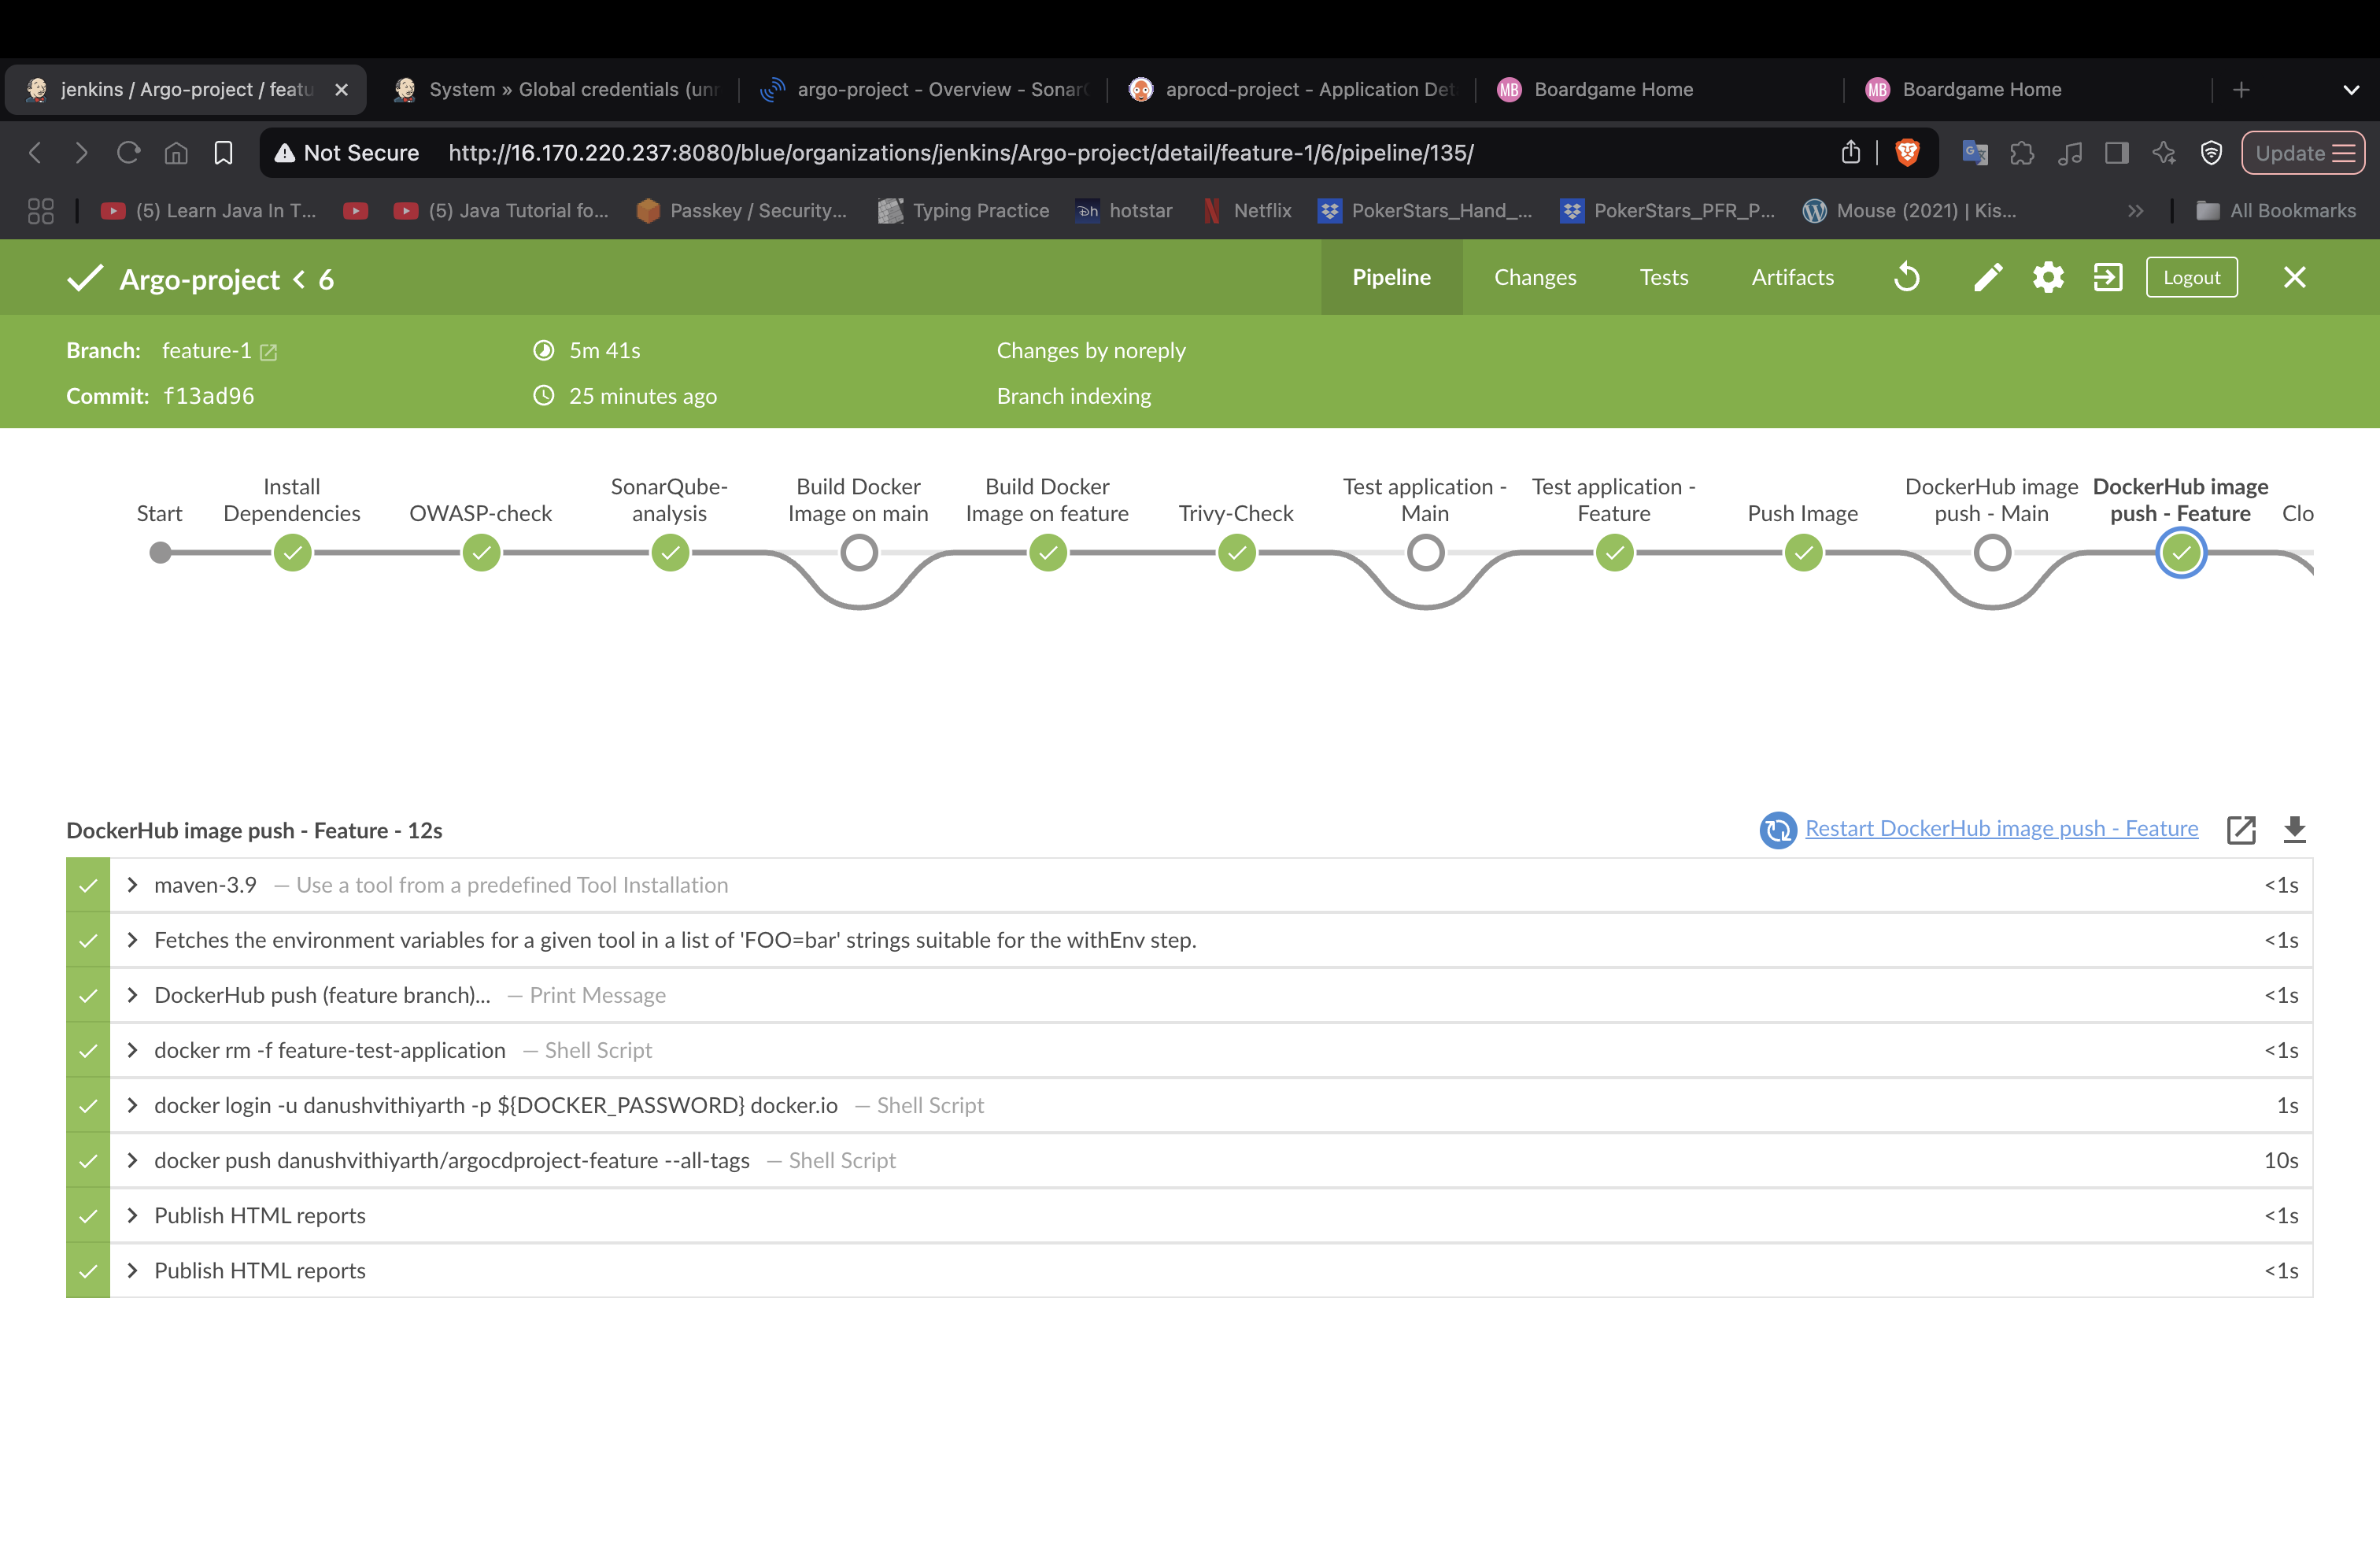 jenkins / Argo-project / featu
System » Global credentials (unr
argo-project - Overview - Sonar
aprocd-project - Application Det
MB Boardgame Home
MB Boardgame Home
Not Secure http://16.170.220.237:8080/blue/organizations/jenkins/Argo-project/detail/feature-1/6/pipeline/135/
Update
(5) Learn Java In T...
(5) Java Tutorial fo...
Passkey / Security...
Typing Practice
hotstar
Netflix
PokerStars_Hand_...
PokerStars_PFR_P...
Mouse (2021) | Kis...
All Bookmarks
Argo-project < 6
Pipeline
Changes
Tests
Artifacts
Logout
Branch: feature-1
5m 41s
Changes by noreply
Commit: f13ad96
25 minutes ago
Branch indexing
Start
Install
Dependencies
OWASP-check
SonarQube-
analysis
Build Docker
Image on main
Build Docker
Image on feature
Trivy-Check
Test application -
Main
Test application -
Feature
Push Image
DockerHub image
push - Main
DockerHub image
push - Feature
Clo
DockerHub image push - Feature - 12s
Restart DockerHub image push - Feature
maven-3.9 — Use a tool from a predefined Tool Installation <1s
Fetches the environment variables for a given tool in a list of 'FOO=bar' strings suitable for the withEnv step. <1s
DockerHub push (feature branch)... — Print Message <1s
docker rm -f feature-test-application — Shell Script <1s
docker login -u danushvithiyarth -p ${DOCKER_PASSWORD} docker.io — Shell Script 1s
docker push danushvithiyarth/argocdproject-feature --all-tags — Shell Script 10s
Publish HTML reports <1s
Publish HTML reports <1s